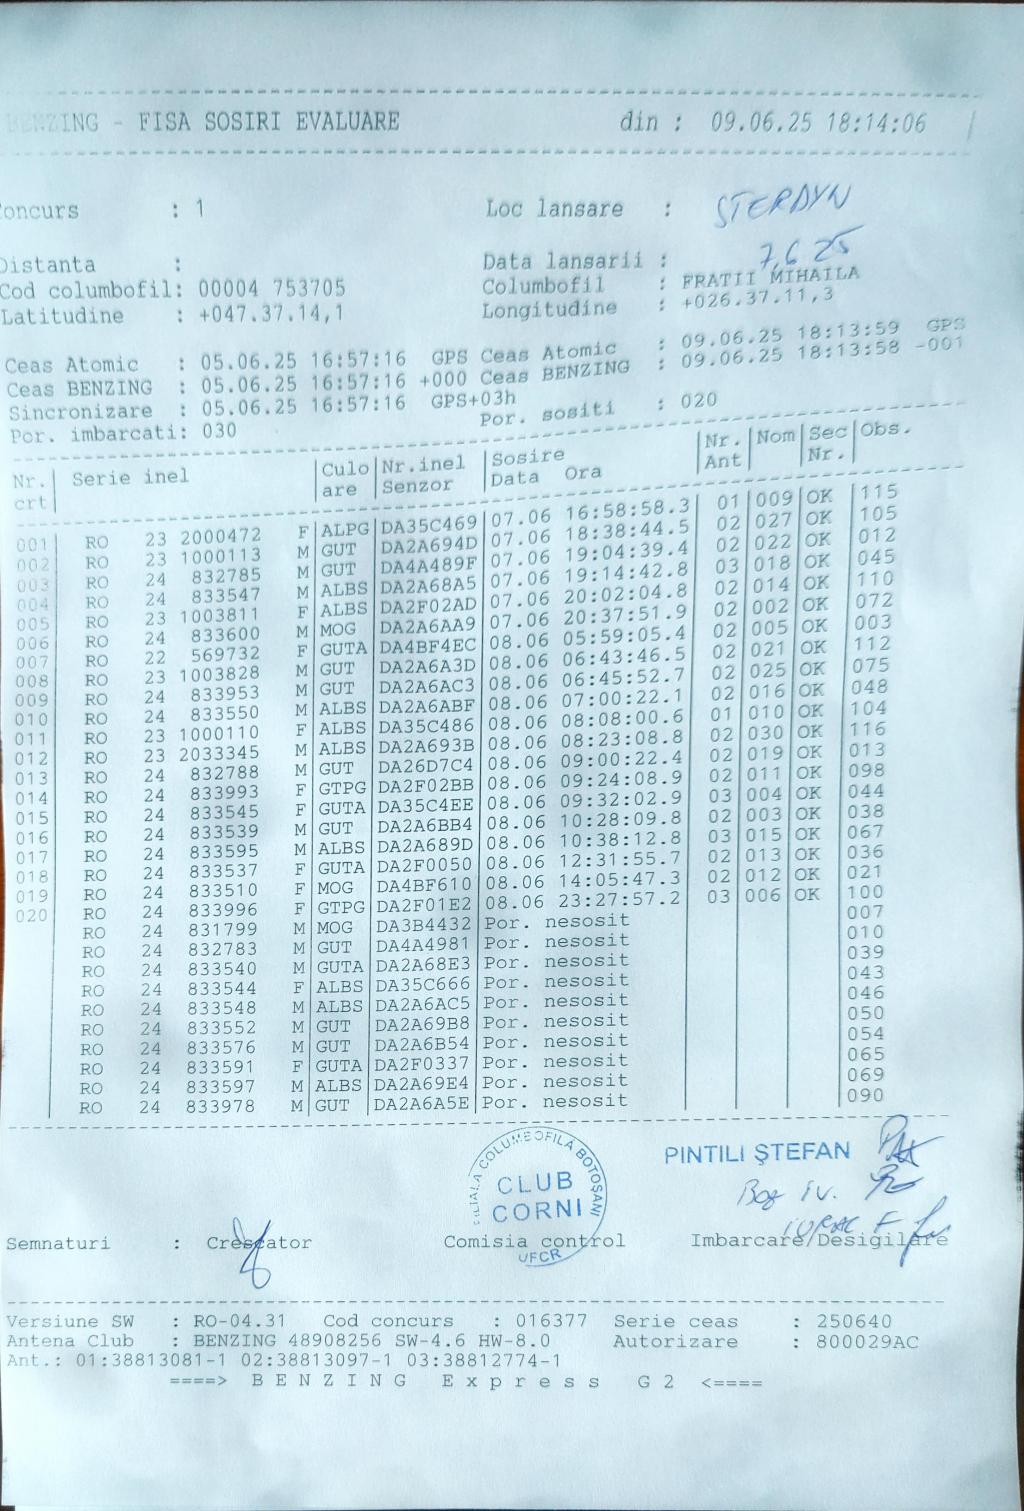 BENZING - FISA SOSIRI EVALUARE din : 09.06.25 18:14:06
Concurs : 1 Loc lansare : ȘTERDYN
Distanta : Data lansarii : 7.6 25
Cod columbofil: 00004 753705 Columbofil : FRATII MIHAILA
Latitudine : +047.37.14,1 Longitudine : +026.37.11,3
Ceas Atomic : 05.06.25 16:57:16 GPS Ceas Atomic : 09.06.25 18:13:59 GPS
Ceas BENZING : 05.06.25 16:57:16 +000 Ceas BENZING : 09.06.25 18:13:58 -001
Sincronizare : 05.06.25 16:57:16 GPS+03h
Por. imbarcati: 030 Por. sositi : 020
Nr. Serie inel Culo Nr.inel Sosire Nr. Nom Sec Obs.
crt are Senzor Data Ora Ant Nr.
001 RO 23 2000472 F ALPG DA35C469 07.06 16:58:58.3 01 009 OK 115
002 RO 23 1000113 M GUT DA2A694D 07.06 18:38:44.5 02 027 OK 105
003 RO 24 832785 M GUT DA4A489F 07.06 19:04:39.4 02 022 OK 012
004 RO 24 833547 M ALBS DA2A68A5 07.06 19:14:42.8 03 018 OK 045
005 RO 23 1003811 F ALBS DA2F02AD 07.06 20:02:04.8 02 014 OK 110
006 RO 24 833600 M MOG DA2A6AA9 07.06 20:37:51.9 02 002 OK 072
007 RO 22 569732 F GUTA DA4BF4EC 08.06 05:59:05.4 02 005 OK 003
008 RO 23 1003828 M GUT DA2A6A3D 08.06 06:43:46.5 02 021 OK 112
009 RO 24 833953 M GUT DA2A6AC3 08.06 06:45:52.7 02 025 OK 075
010 RO 24 833550 M ALBS DA2A6ABF 08.06 07:00:22.1 02 016 OK 048
011 RO 23 1000110 F ALBS DA35C486 08.06 08:08:00.6 01 010 OK 104
012 RO 23 2033345 M ALBS DA2A693B 08.06 08:23:08.8 02 030 OK 116
013 RO 24 832788 M GUT DA26D7C4 08.06 09:00:22.4 02 019 OK 013
014 RO 24 833993 F GTPG DA2F02BB 08.06 09:24:08.9 02 011 OK 098
015 RO 24 833545 F GUTA DA35C4EE 08.06 09:32:02.9 03 004 OK 044
016 RO 24 833539 M GUT DA2A6BB4 08.06 10:28:09.8 02 003 OK 038
017 RO 24 833595 M ALBS DA2A689D 08.06 10:38:12.8 03 015 OK 067
018 RO 24 833537 F GUTA DA2F0050 08.06 12:31:55.7 02 013 OK 036
019 RO 24 833510 F MOG DA4BF610 08.06 14:05:47.3 02 012 OK 021
020 RO 24 833996 F GTPG DA2F01E2 08.06 23:27:57.2 03 006 OK 100
RO 24 831799 M MOG DA3B4432 Por. nesosit 007
RO 24 832783 M GUT DA4A4981 Por. nesosit 010
RO 24 833540 M GUTA DA2A68E3 Por. nesosit 039
RO 24 833544 F ALBS DA35C666 Por. nesosit 043
RO 24 833548 M ALBS DA2A6AC5 Por. nesosit 046
RO 24 833552 M GUT DA2A69B8 Por. nesosit 050
RO 24 833576 M GUT DA2A6B54 Por. nesosit 054
RO 24 833591 F GUTA DA2F0337 Por. nesosit 065
RO 24 833597 M ALBS DA2A69E4 Por. nesosit 069
RO 24 833978 M GUT DA2A6A5E Por. nesosit 090
FILIALA COLUMBOFILA BOTOȘANI
CLUB
CORNI
UFCR
PINTILI ȘTEFAN
Semnaturi : Crescator Comisia control Imbarcare/Desigilare
Versiune SW : RO-04.31 Cod concurs : 016377 Serie ceas : 250640
Antena Club : BENZING 48908256 SW-4.6 HW-8.0 Autorizare : 800029AC
Ant.: 01:38813081-1 02:38813097-1 03:38812774-1
====> B E N Z I N G E x p r e s s G 2 <====